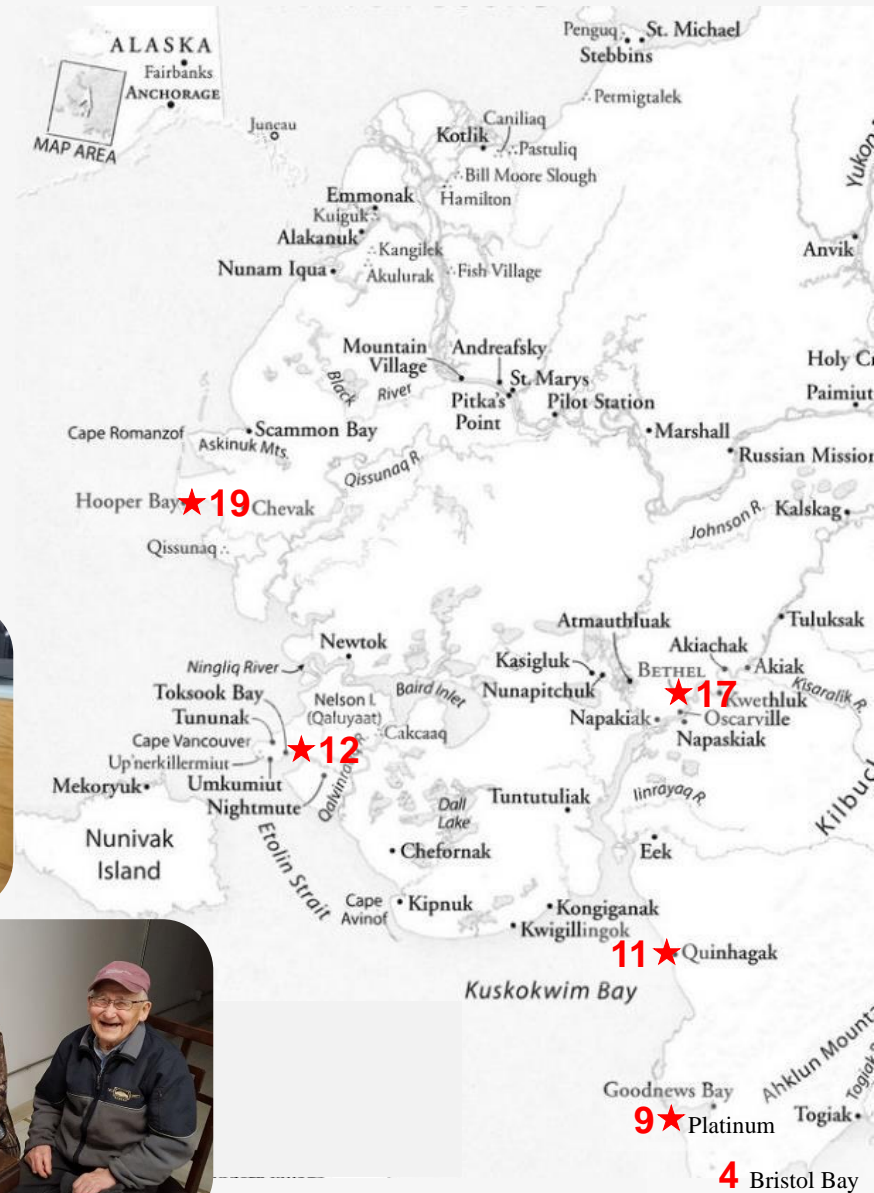 Penguq
St. Michael
Stebbins
ALASKA
Fairbanks
ANCHORAGE
Juneau
MAP AREA
Permigtalek
Caniliaq
Kotlik
Pastuliq
Bill Moore Slough
Hamilton
Emmonak
Kuiguk
Alakanuk
Kangilek
Nunam Iqua
Akulurak
Fish Village
Anvik
Mountain
Village
Andreafsky
St. Marys
Black
River
Pitka's
Point
Pilot Station
Holy
Paimiut
Cape Romanzof
Scammon Bay
Askinuk Mts.
Marshall
Russian Mission
Qissunaq R.
Hooper Bay ★ 19 Chevak
Johnson R.
Kalskag
Qissunaq
Tuluksak
Atmauthluak
Newtok
Akiachak
Kasigluk
Akiak
Ningliq River
BETHEL
★ 17
Kisaralik R.
Toksook Bay
Nelson I.
(Qaluyaat)
Baird Inlet
Nunapitchuk
Kwethluk
Tununak
Napakiak
Oscarville
Cakcaaq
Napaskiak
Cape Vancouver
★ 12
Up'nerkillermiut
Qalvinraaq R.
Mekoryuk
Umkumiut
Nightmute
Dall
Lake
Tuntutuliak
Iinrayaq R.
Nunivak
Island
Etolin Strait
Chefornak
Eek
Cape
Avinof
Kipnuk
Kongiganak
Kwigillingok
11 ★ Quinhagak
Kuskokwim Bay
Goodnews Bay
Ahklun
9 ★ Platinum
Togiak
4 Bristol Bay